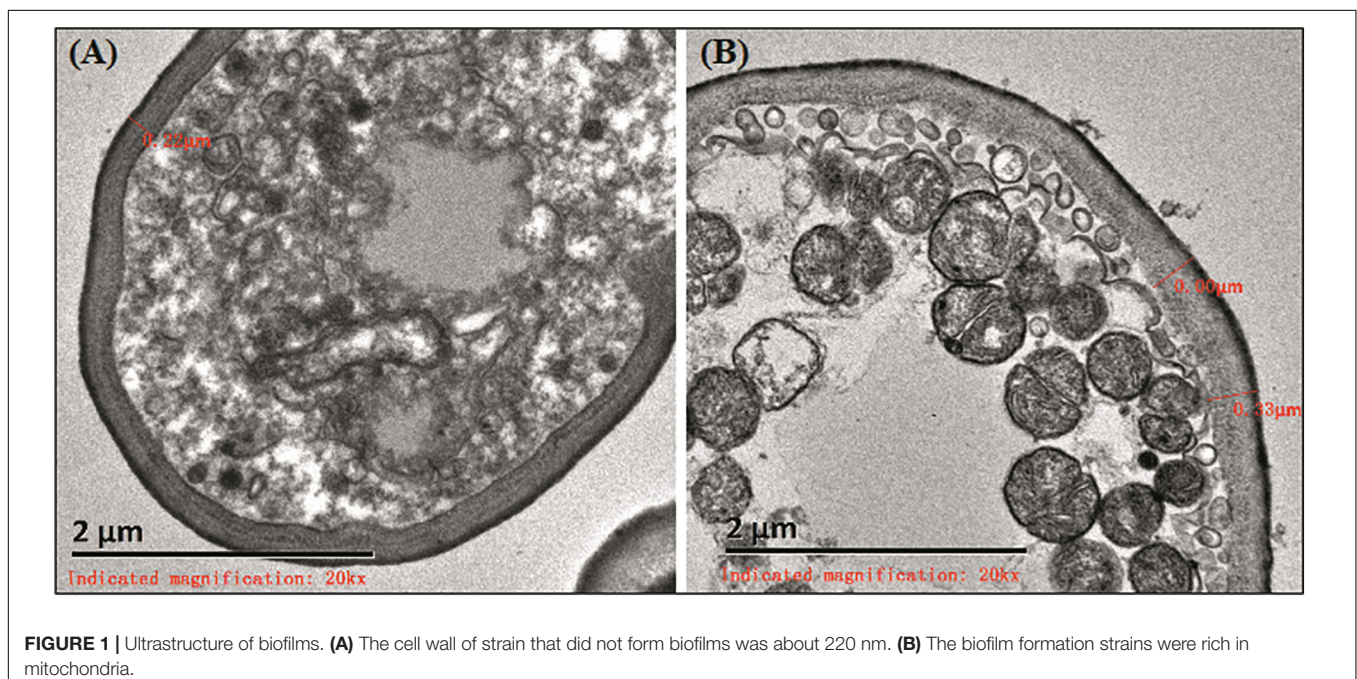 (A)
0.22µm
2 µm
Indicated magnification: 20kx
(B)
0.00µm
0.33µm
2 µm
Indicated magnification: 20kx
FIGURE 1 | Ultrastructure of biofilms. (A) The cell wall of strain that did not form biofilms was about 220 nm. (B) The biofilm formation strains were rich in
mitochondria.